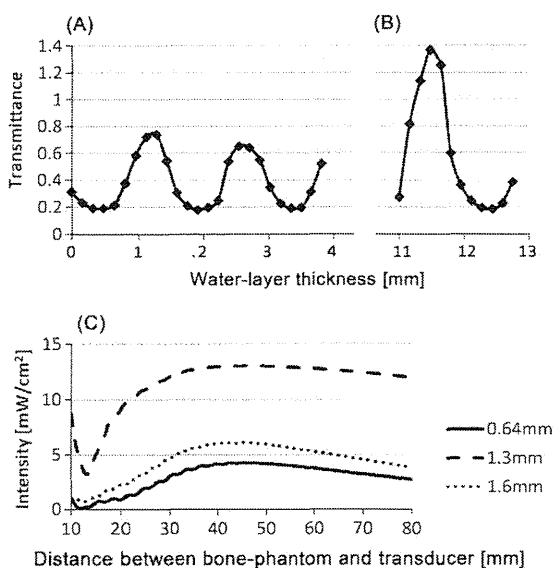 (A)
(B)
1.4
1.2
1
0.8
0.6
0.4
0.2
0
Transmittance
0 1 .2 3 4
11 12 13
Water-layer thickness [mm]
(C)
15
10
5
0
Intensity [mW/cm²]
10 20 30 40 50 60 70 80
0.64mm
1.3mm
1.6mm
Distance between bone-phantom and transducer [mm]